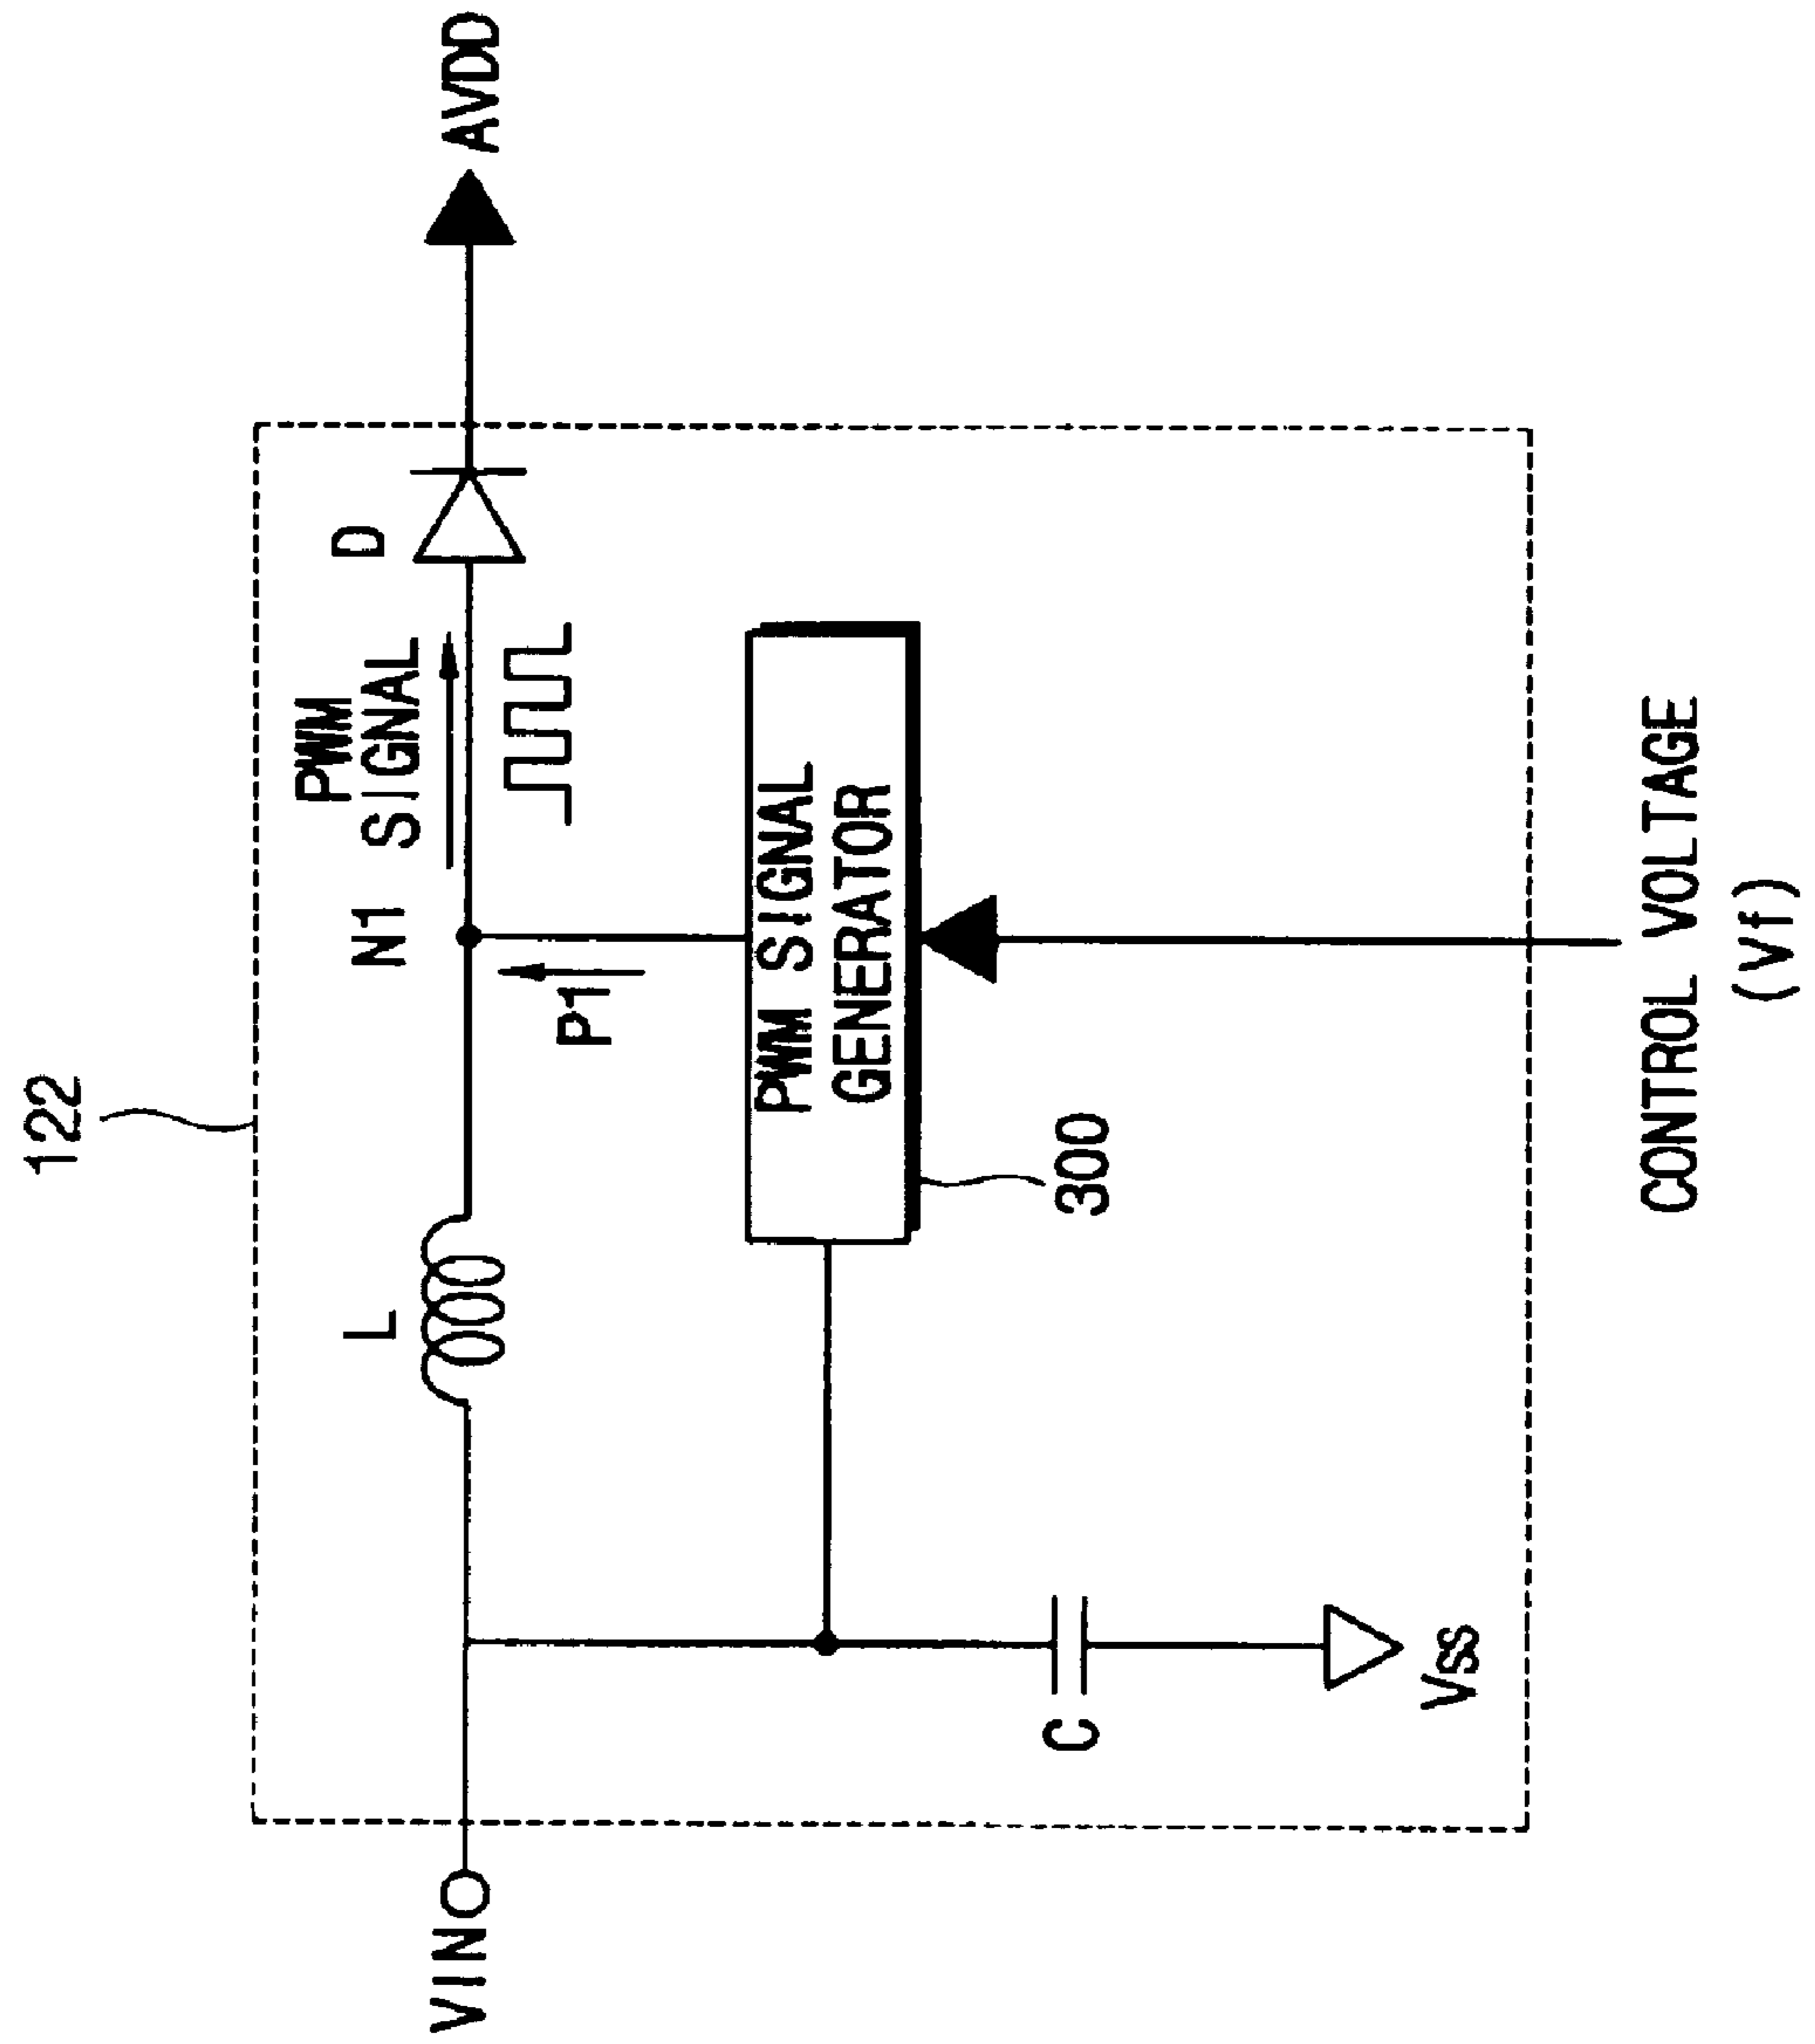 122
VIN
L
N1
PWM
SIGNAL
D
AVDD
P1
PWM SIGNAL
GENERATOR
300
C
Vss
CONTROL VOLTAGE
(Vf)